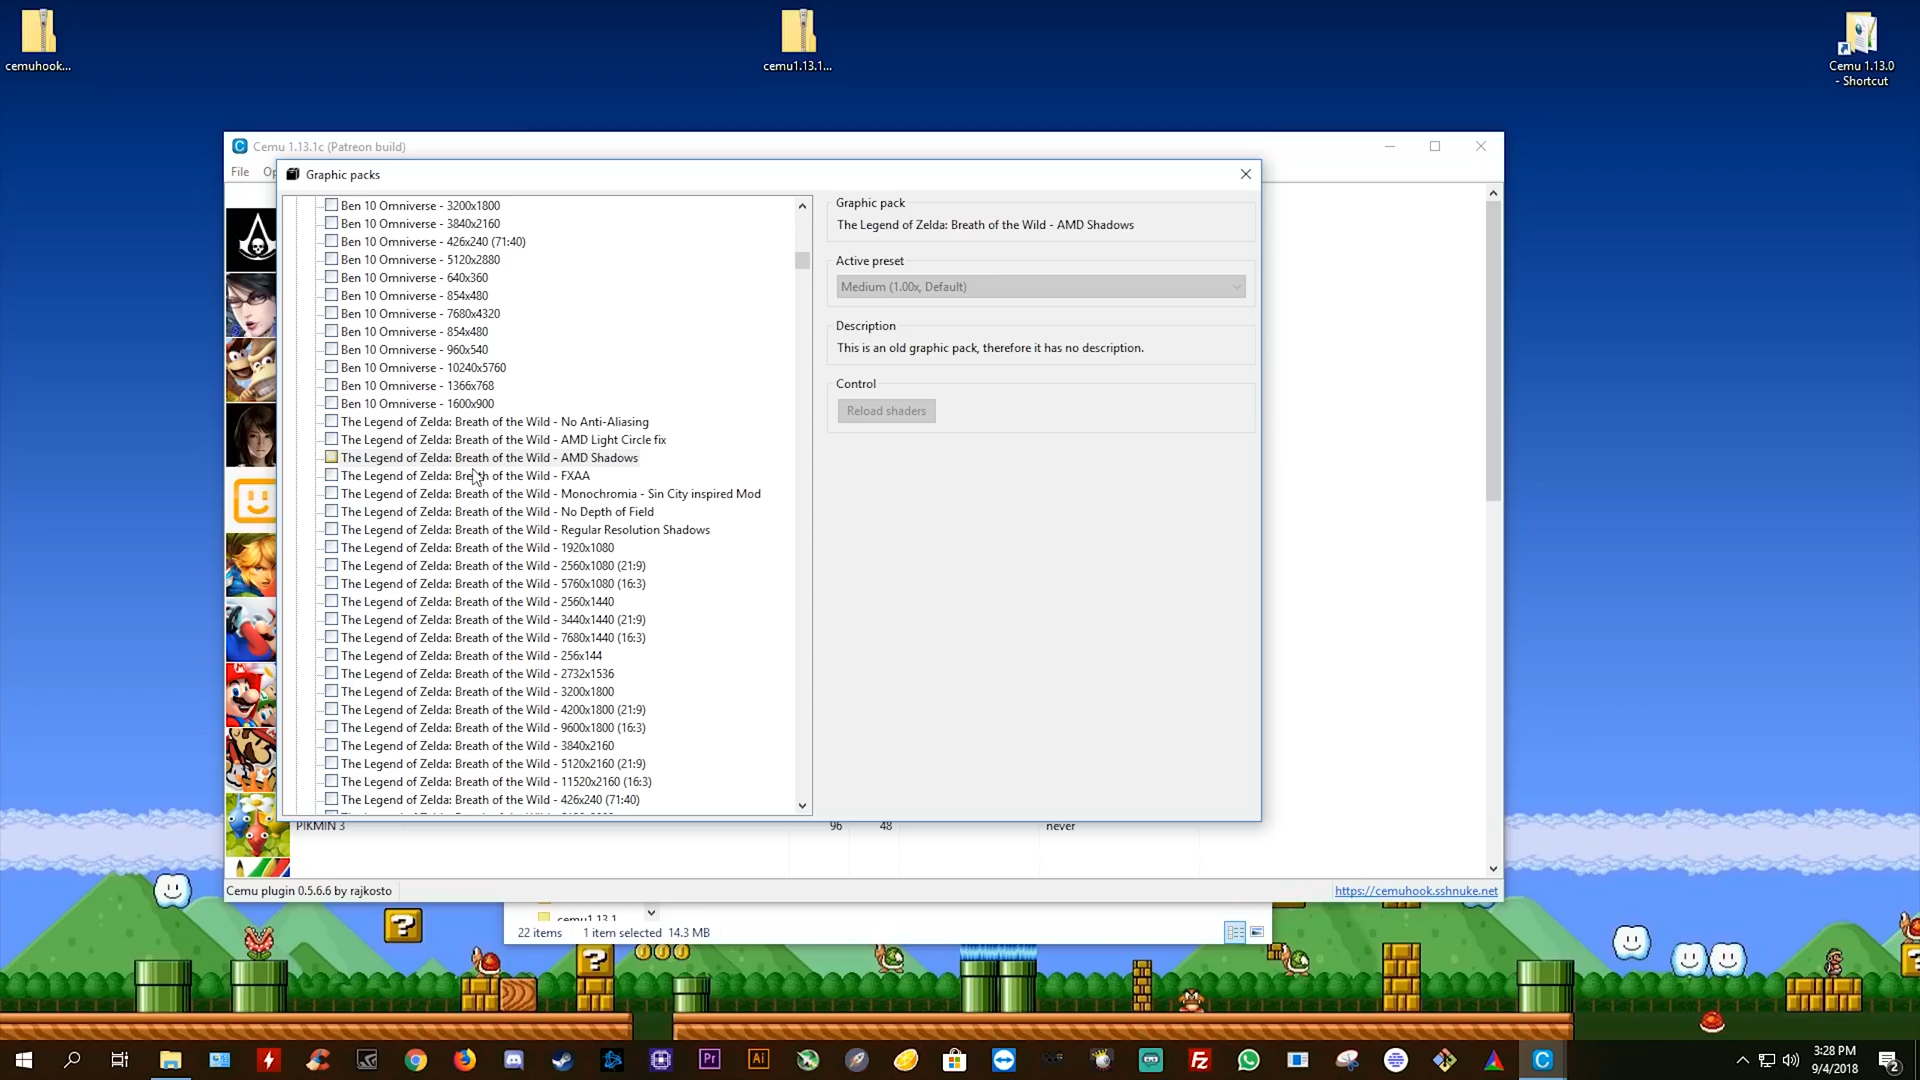 cemuhook...
cemu1.13.1...
Cemu 1.13.0
- Shortcut
Cemu 1.13.1c (Patreon build)
File
Op
Graphic packs
Ben 10 Omniverse - 3200x1800
Ben 10 Omniverse - 3840x2160
Ben 10 Omniverse - 426x240 (71:40)
Ben 10 Omniverse - 5120x2880
Ben 10 Omniverse - 640x360
Ben 10 Omniverse - 854x480
Ben 10 Omniverse - 7680x4320
Ben 10 Omniverse - 854x480
Ben 10 Omniverse - 960x540
Ben 10 Omniverse - 10240x5760
Ben 10 Omniverse - 1366x768
Ben 10 Omniverse - 1600x900
The Legend of Zelda: Breath of the Wild - No Anti-Aliasing
The Legend of Zelda: Breath of the Wild - AMD Light Circle fix
The Legend of Zelda: Breath of the Wild - AMD Shadows
The Legend of Zelda: Breath of the Wild - FXAA
The Legend of Zelda: Breath of the Wild - Monochromia - Sin City inspired Mod
The Legend of Zelda: Breath of the Wild - No Depth of Field
The Legend of Zelda: Breath of the Wild - Regular Resolution Shadows
The Legend of Zelda: Breath of the Wild - 1920x1080
The Legend of Zelda: Breath of the Wild - 2560x1080 (21:9)
The Legend of Zelda: Breath of the Wild - 5760x1080 (16:3)
The Legend of Zelda: Breath of the Wild - 2560x1440
The Legend of Zelda: Breath of the Wild - 3440x1440 (21:9)
The Legend of Zelda: Breath of the Wild - 7680x1440 (16:3)
The Legend of Zelda: Breath of the Wild - 256x144
The Legend of Zelda: Breath of the Wild - 2732x1536
The Legend of Zelda: Breath of the Wild - 3200x1800
The Legend of Zelda: Breath of the Wild - 4200x1800 (21:9)
The Legend of Zelda: Breath of the Wild - 9600x1800 (16:3)
The Legend of Zelda: Breath of the Wild - 3840x2160
The Legend of Zelda: Breath of the Wild - 5120x2160 (21:9)
The Legend of Zelda: Breath of the Wild - 11520x2160 (16:3)
The Legend of Zelda: Breath of the Wild - 426x240 (71:40)
Graphic pack
The Legend of Zelda: Breath of the Wild - AMD Shadows
Active preset
Medium (1.00x, Default)
Description
This is an old graphic pack, therefore it has no description.
Control
Reload shaders
PIKMIN 3 96 48 never
Cemu plugin 0.5.6.6 by rajkosto
https://cemuhook.sshnuke.net
cemu1.13.1
22 items 1 item selected 14.3 MB
Pr
Ai
Fz
3:28 PM
9/4/2018
2